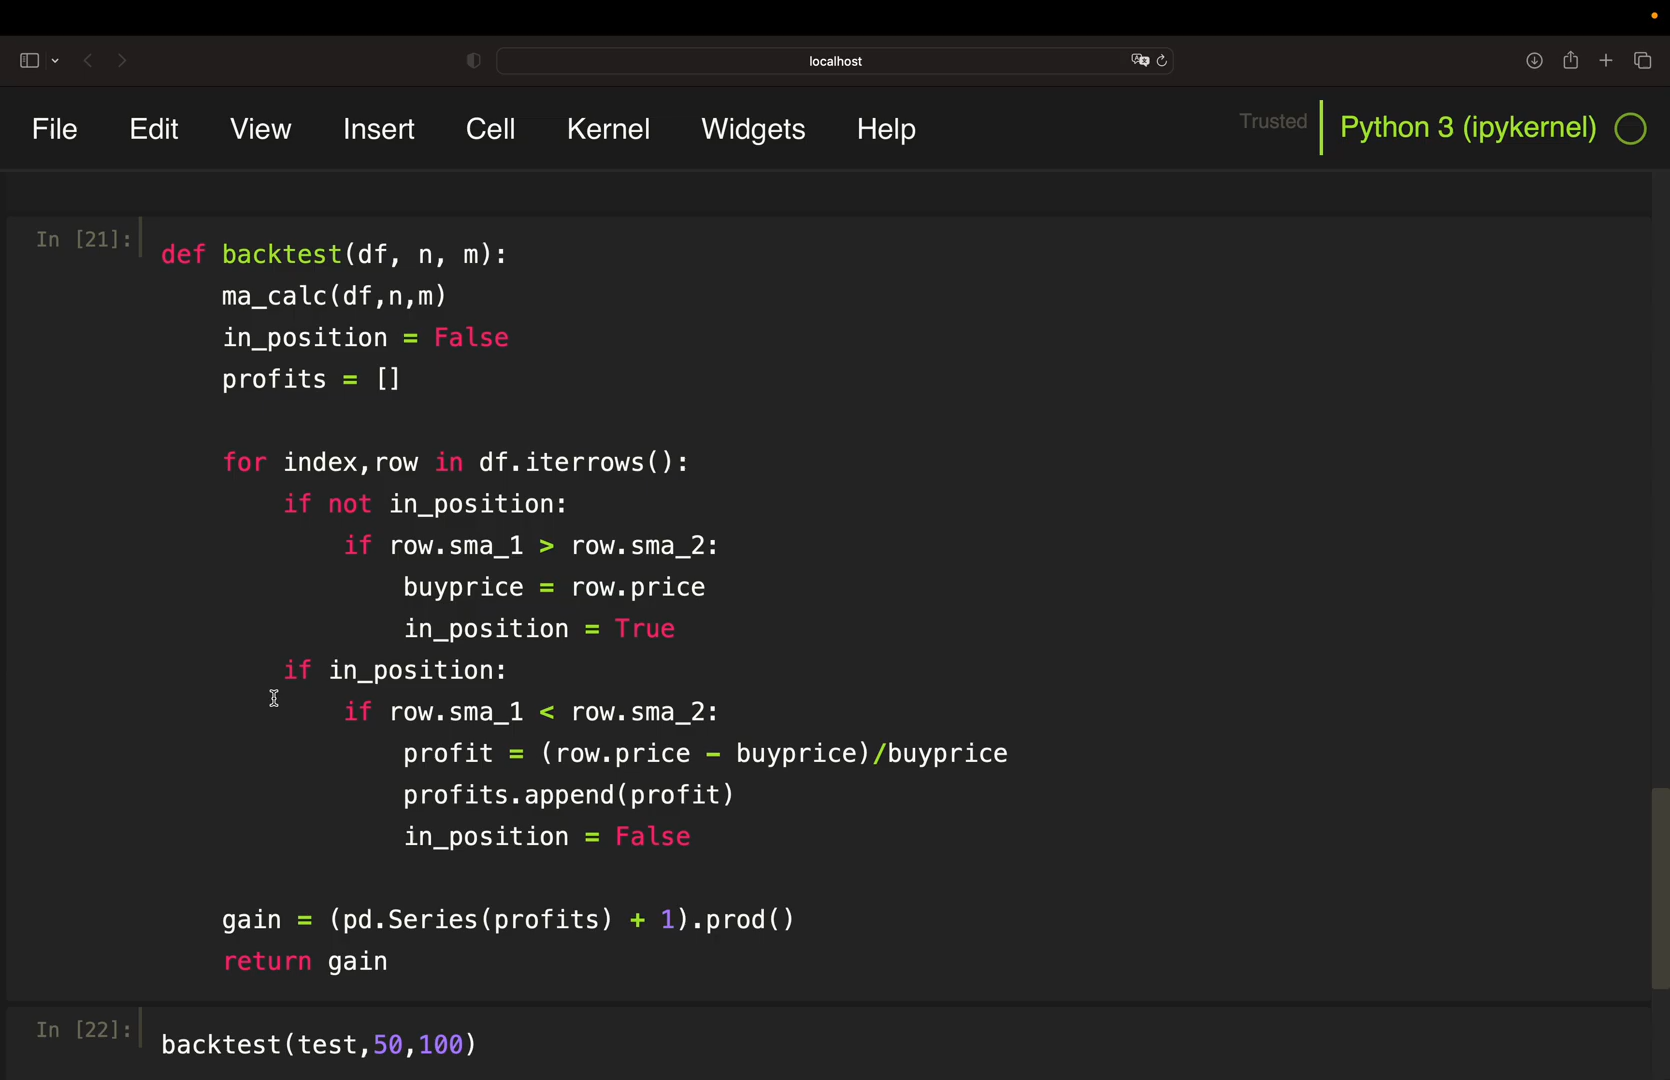 localhost
File Edit View Insert Cell Kernel Widgets Help Trusted Python 3 (ipykernel)
In [21]:
def backtest(df, n, m):
    ma_calc(df,n,m)
    in_position = False
    profits = []

    for index,row in df.iterrows():
        if not in_position:
            if row.sma_1 > row.sma_2:
                buyprice = row.price
                in_position = True
        if in_position:
            if row.sma_1 < row.sma_2:
                profit = (row.price - buyprice)/buyprice
                profits.append(profit)
                in_position = False

    gain = (pd.Series(profits) + 1).prod()
    return gain
In [22]:
backtest(test,50,100)